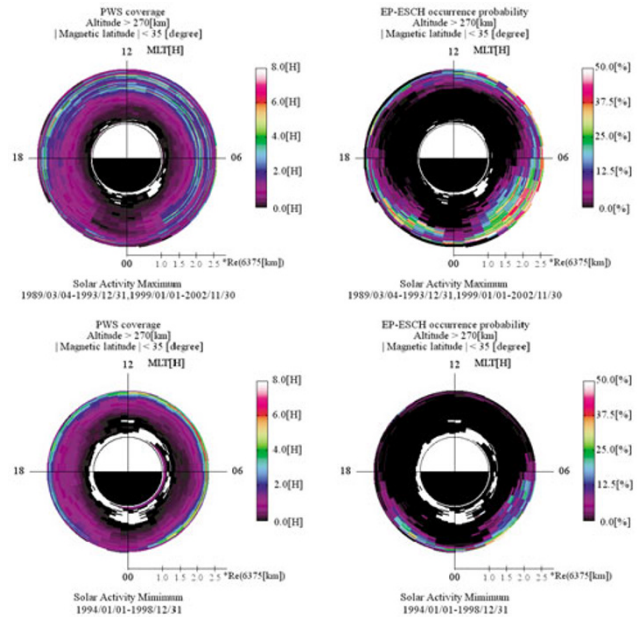 PWS coverage
Altitude > 270[km]
| Magnetic latitude | < 35 [degree]
12 MLT[H]
18
06
00
1.0 1.5 2.0 2.5 *Re(6375[km])
8.0[H]
6.0[H]
4.0[H]
2.0[H]
0.0[H]
Solar Activity Maximum
1989/03/04-1993/12/31,1999/01/01-2002/11/30
EP-ESCH occurrence probability
Altitude > 270[km]
| Magnetic latitude | < 35 [degree]
12 MLT[H]
18
06
00
1.0 1.5 2.0 2.5 *Re(6375[km])
50.0[%]
37.5[%]
25.0[%]
12.5[%]
0.0[%]
Solar Activity Maximum
1989/03/04-1993/12/31,1999/01/01-2002/11/30
PWS coverage
Altitude > 270[km]
| Magnetic latitude | < 35 [degree]
MLT[H]
12
18
06
00
1.0 1.5 2.0 2.5 *Re(6375[km])
8.0[H]
6.0[H]
4.0[H]
2.0[H]
0.0[H]
Solar Activity Mimimum
1994/01/01-1998/12/31
EP-ESCH occurrence probability
Altitude > 270[km]
| Magnetic latitude | < 35 [degree]
MLT[H]
12
18
06
00
1.0 1.5 2.0 2.5 *Re(6375[km])
50.0[%]
37.5[%]
25.0[%]
12.5[%]
0.0[%]
Solar Activity Mimimum
1994/01/01-1998/12/31